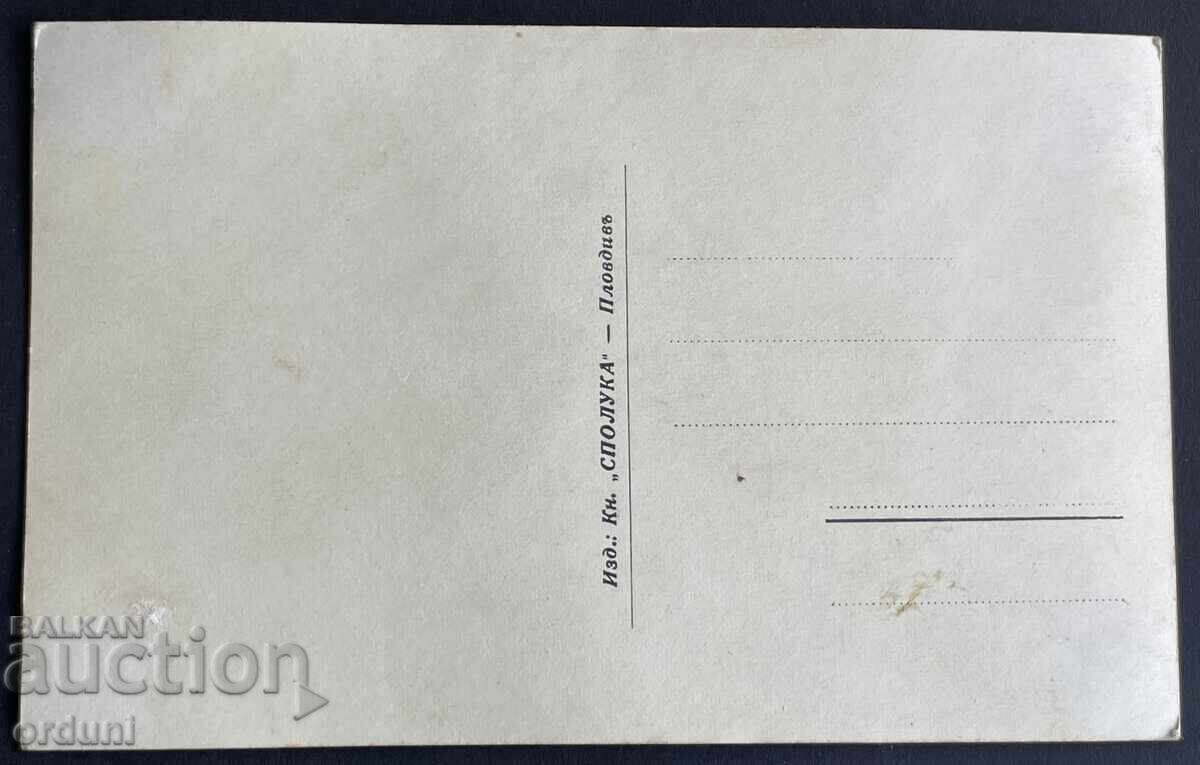 Изд.: Кн. „СПОЛУКА" — Пловдивъ
BALKAN
auction
orduni